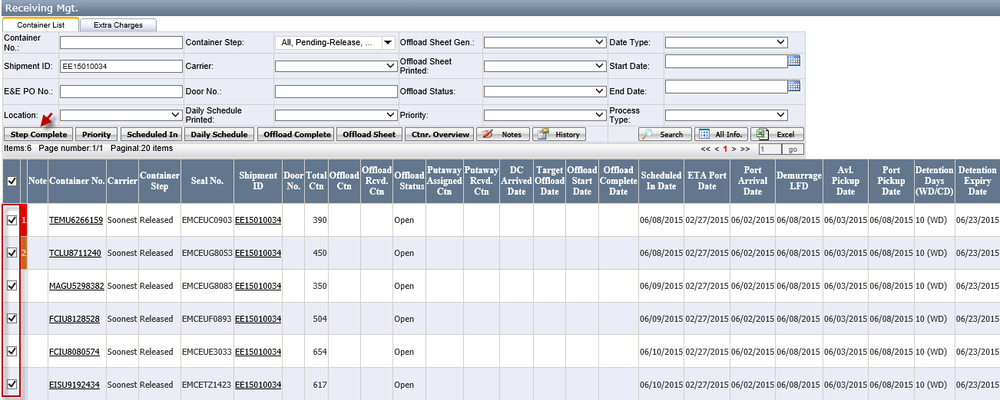 Receiving Mgt.
Container List Extra Charges
Container No.: Container Step: All, Pending-Release, ... Offload Sheet Gen.: Date Type:
Shipment ID: EE15010034 Carrier: Offload Sheet Printed: Start Date:
E&E PO No.: Door No.: Offload Status: End Date:
Location: Daily Schedule Printed: Priority: Process Type:
Step Complete Priority Scheduled In Daily Schedule Offload Complete Offload Sheet Ctnr. Overview Notes History Search All Info. Excel
Items:6 Page number:1/1 Paginal:20 items << < 1 > >> 1 go
Note Container No. Carrier Container Step Seal No. Shipment ID Door No. Total Ctn Offload Ctn Offload Rcvd. Ctn Offload Status Putaway Assigned Ctn Putaway Rcvd. Ctn DC Arrived Date Target Offload Date Offload Start Date Offload Complete Date Scheduled In Date ETA Port Date Port Arrival Date Demurrage LFD Avl. Pickup Date Port Pickup Date Detention Days (WD/CD) Detention Expiry Date
1 TEMU6266159 Soonest Released EMCEUC0903 EE15010034 390 Open 06/08/2015 02/27/2015 06/02/2015 06/08/2015 06/03/2015 06/08/2015 10 (WD) 06/23/2015
2 TCLU8711240 Soonest Released EMCEUG8053 EE15010034 450 Open 06/08/2015 02/27/2015 06/02/2015 06/08/2015 06/03/2015 06/08/2015 10 (WD) 06/23/2015
MAGU5298382 Soonest Released EMCEUG8083 EE15010034 350 Open 06/09/2015 02/27/2015 06/02/2015 06/08/2015 06/03/2015 06/08/2015 10 (WD) 06/23/2015
FCIU8128528 Soonest Released EMCEUF0893 EE15010034 504 Open 06/09/2015 02/27/2015 06/02/2015 06/08/2015 06/03/2015 06/08/2015 10 (WD) 06/23/2015
FCIU8080574 Soonest Released EMCEUE3033 EE15010034 654 Open 06/10/2015 02/27/2015 06/02/2015 06/08/2015 06/03/2015 06/08/2015 10 (WD) 06/23/2015
EISU9192434 Soonest Released EMCETZ1423 EE15010034 617 Open 06/10/2015 02/27/2015 06/02/2015 06/08/2015 06/03/2015 06/08/2015 10 (WD) 06/23/2015